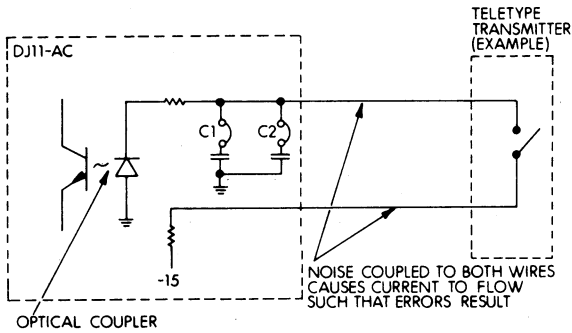 TELETYPE
TRANSMITTER
(EXAMPLE)
DJ11-AC
C1
C2
~
-15
NOISE COUPLED TO BOTH WIRES
CAUSES CURRENT TO FLOW
SUCH THAT ERRORS RESULT
OPTICAL COUPLER